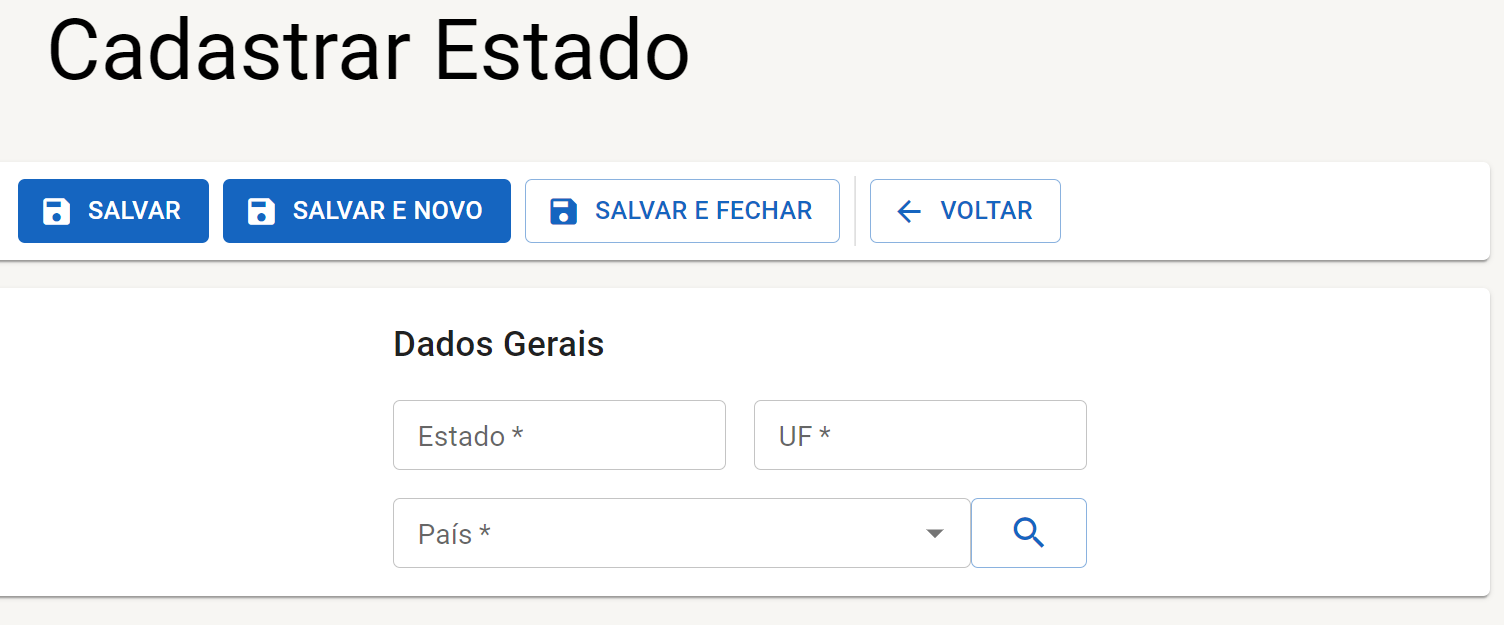 Cadastrar Estado
SALVAR SALVAR E NOVO SALVAR E FECHAR VOLTAR
Dados Gerais
Estado * UF *
País *